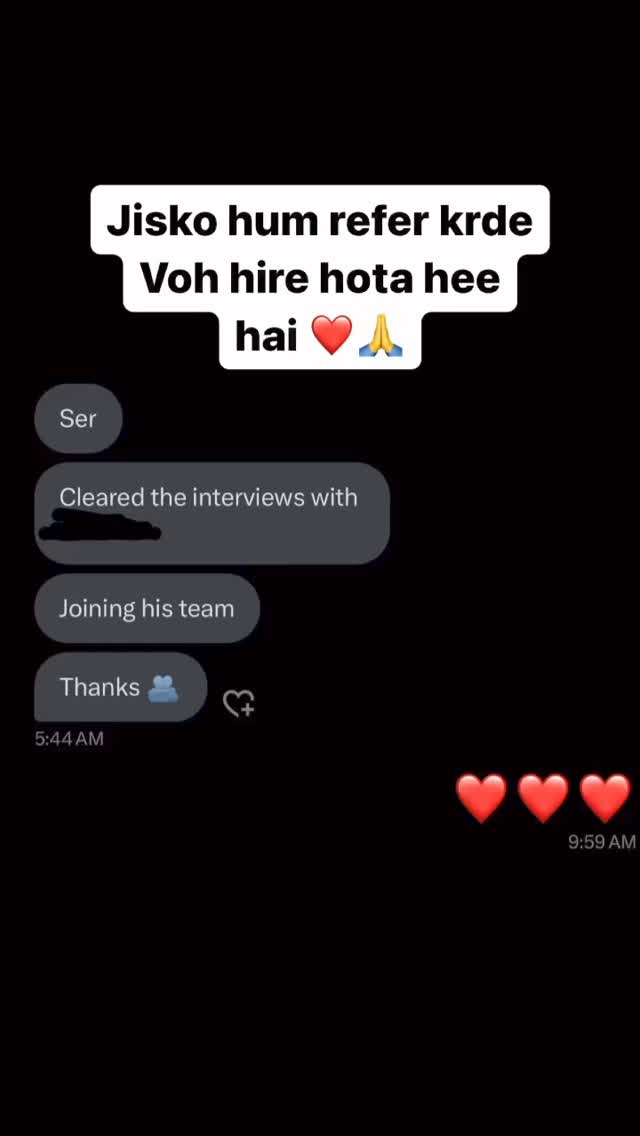 Jisko hum refer krde
Voh hire hota hee
hai ❤️🙏
Ser
Cleared the interviews with
Joining his team
Thanks 🫂
5:44 AM
❤️❤️❤️
9:59 AM